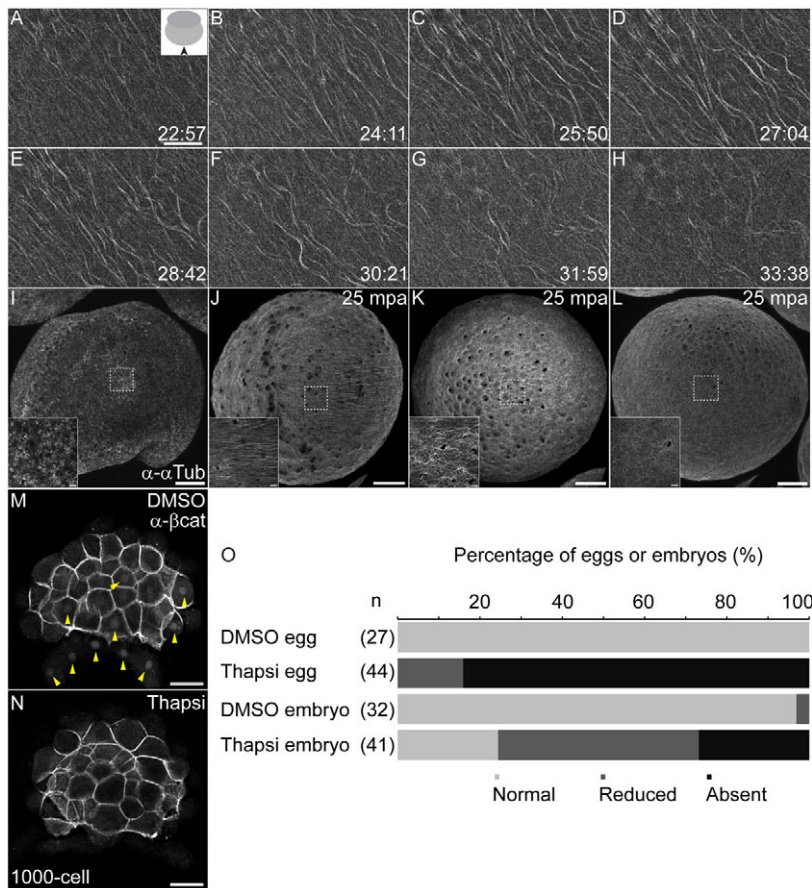 A B C D
22:57 24:11 25:50 27:04
E F G H
28:42 30:21 31:59 33:38
I J 25 mpa K 25 mpa L 25 mpa
α-αTub
M DMSO
α-βcat
N Thapsi
1000-cell
O Percentage of eggs or embryos (%)
n 20 40 60 80 100
DMSO egg (27)
Thapsi egg (44)
DMSO embryo (32)
Thapsi embryo (41)
Normal Reduced Absent